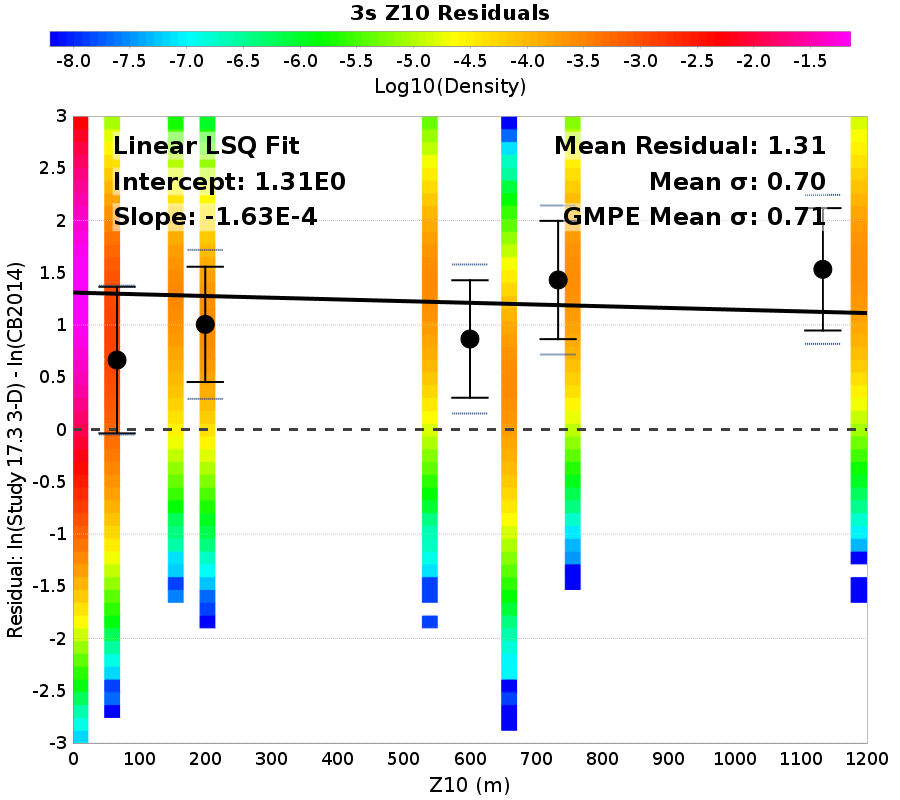 3s Z10 Residuals
-8.0 -7.5 -7.0 -6.5 -6.0 -5.5 -5.0 -4.5 -4.0 -3.5 -3.0 -2.5 -2.0 -1.5
Log10(Density)
Linear LSQ Fit
Intercept: 1.31E0
Slope: -1.63E-4
Mean Residual: 1.31
Mean σ: 0.70
GMPE Mean σ: 0.71
Residual: ln(Study 17.3 3-D) - ln(CB2014)
3
2.5
2
1.5
1
0.5
0
-0.5
-1
-1.5
-2
-2.5
-3
0 100 200 300 400 500 600 700 800 900 1000 1100 1200
Z10 (m)